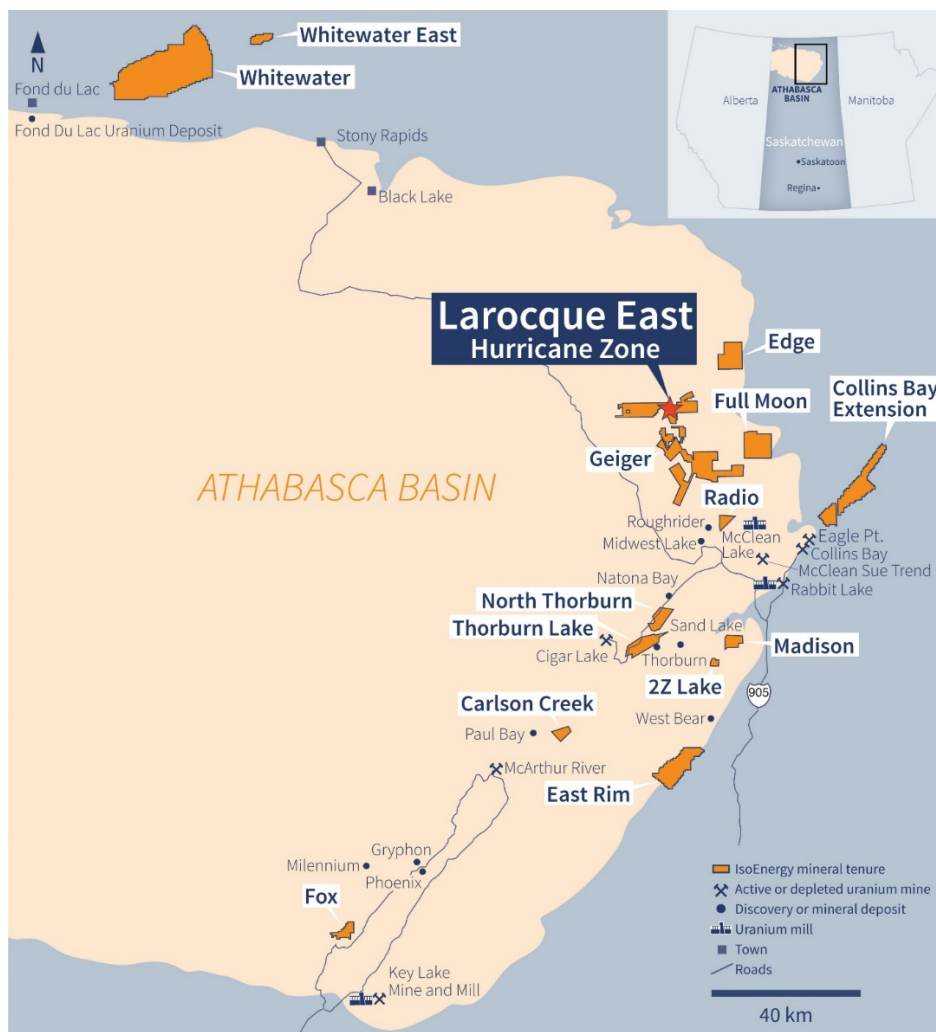 Whitewater East
Whitewater
N
Fond du Lac
Fond Du Lac Uranium Deposit
Stony Rapids
Black Lake
ATHABASCA
BASIN
Alberta
Manitoba
Saskatchewan
Saskatoon
Regina
Larocque East
Hurricane Zone
Edge
Collins Bay
Extension
Full Moon
Geiger
ATHABASCA BASIN
Radio
Roughrider
Midwest Lake
McClean
Lake
Eagle Pt.
Collins Bay
McClean Sue Trend
Rabbit Lake
Natona Bay
North Thorburn
Sand Lake
Thorburn Lake
Madison
Cigar Lake
Thorburn
2Z Lake
905
Carlson Creek
West Bear
Paul Bay
McArthur River
East Rim
Gryphon
Milennium
Phoenix
Fox
Key Lake
Mine and Mill
IsoEnergy mineral tenure
Active or depleted uranium mine
Discovery or mineral deposit
Uranium mill
Town
Roads
40 km